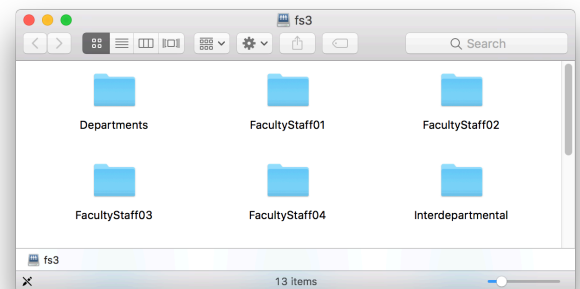 fs3
Search
Departments FacultyStaff01 FacultyStaff02
FacultyStaff03 FacultyStaff04 Interdepartmental
fs3
13 items